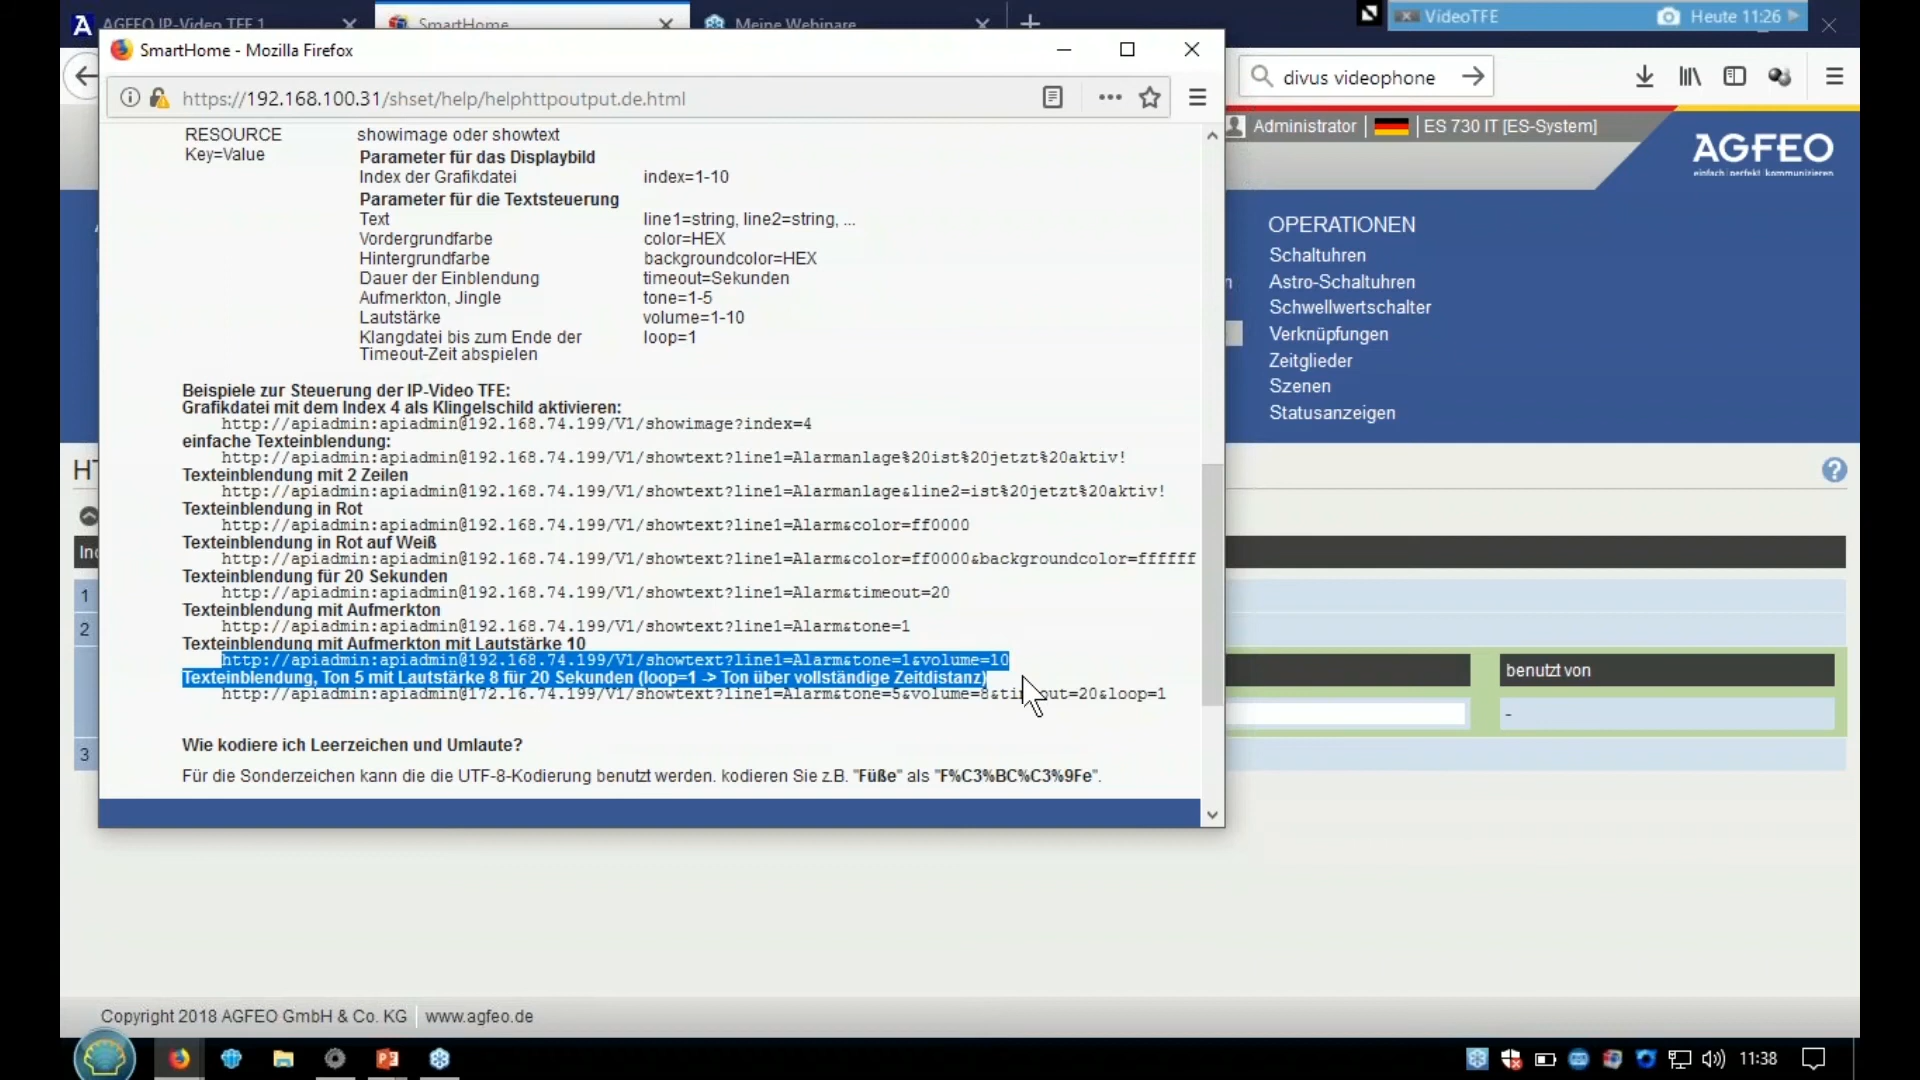 AGFEO IP-Video TFE 1
SmartHome
Meine Webinare
VideoTFE
Heute 11:26
SmartHome - Mozilla Firefox
divus videophone
https://192.168.100.31/shset/help/helphttpoutput.de.html
Administrator
ES 730 IT [ES-System]
AGFEO
einfach perfekt kommunizieren
RESOURCE showimage oder showtext
Key=Value
Parameter für das Displaybild
Index der Grafikdatei index=1-10
Parameter für die Textsteuerung
Text line1=string, line2=string, ...
Vordergrundfarbe color=HEX
Hintergrundfarbe backgroundcolor=HEX
Dauer der Einblendung timeout=Sekunden
Aufmerkton, Jingle tone=1-5
Lautstärke volume=1-10
Klangdatei bis zum Ende der loop=1
Timeout-Zeit abspielen
OPERATIONEN
Schaltuhren
Astro-Schaltuhren
Schwellwertschalter
Verknüpfungen
Zeitglieder
Szenen
Statusanzeigen
Beispiele zur Steuerung der IP-Video TFE:
Grafikdatei mit dem Index 4 als Klingelschild aktivieren:
http://apiadmin:apiadmin@192.168.74.199/V1/showimage?index=4
einfache Texteinblendung:
http://apiadmin:apiadmin@192.168.74.199/V1/showtext?line1=Alarmanlage%20ist%20jetzt%20aktiv!
Texteinblendung mit 2 Zeilen
http://apiadmin:apiadmin@192.168.74.199/V1/showtext?line1=Alarmanlage&line2=ist%20jetzt%20aktiv!
Texteinblendung in Rot
http://apiadmin:apiadmin@192.168.74.199/V1/showtext?line1=Alarm&color=ff0000
Texteinblendung in Rot auf Weiß
http://apiadmin:apiadmin@192.168.74.199/V1/showtext?line1=Alarm&color=ff0000&backgroundcolor=ffffff
Texteinblendung für 20 Sekunden
http://apiadmin:apiadmin@192.168.74.199/V1/showtext?line1=Alarm&timeout=20
Texteinblendung mit Aufmerkton
http://apiadmin:apiadmin@192.168.74.199/V1/showtext?line1=Alarm&tone=1
Texteinblendung mit Aufmerkton mit Lautstärke 10
http://apiadmin:apiadmin@192.168.74.199/V1/showtext?line1=Alarm&tone=1&volume=10
Texteinblendung, Ton 5 mit Lautstärke 8 für 20 Sekunden (loop=1 -> Ton über vollständige Zeitdistanz)
http://apiadmin:apiadmin@172.16.74.199/V1/showtext?line1=Alarm&tone=5&volume=8&timeout=20&loop=1
Wie kodiere ich Leerzeichen und Umlaute?
Für die Sonderzeichen kann die die UTF-8-Kodierung benutzt werden. kodieren Sie z.B. "Füße" als "F%C3%BC%C3%9Fe".
HT
1
2
3
benutzt von
-
Copyright 2018 AGFEO GmbH & Co. KG
www.agfeo.de
11:38